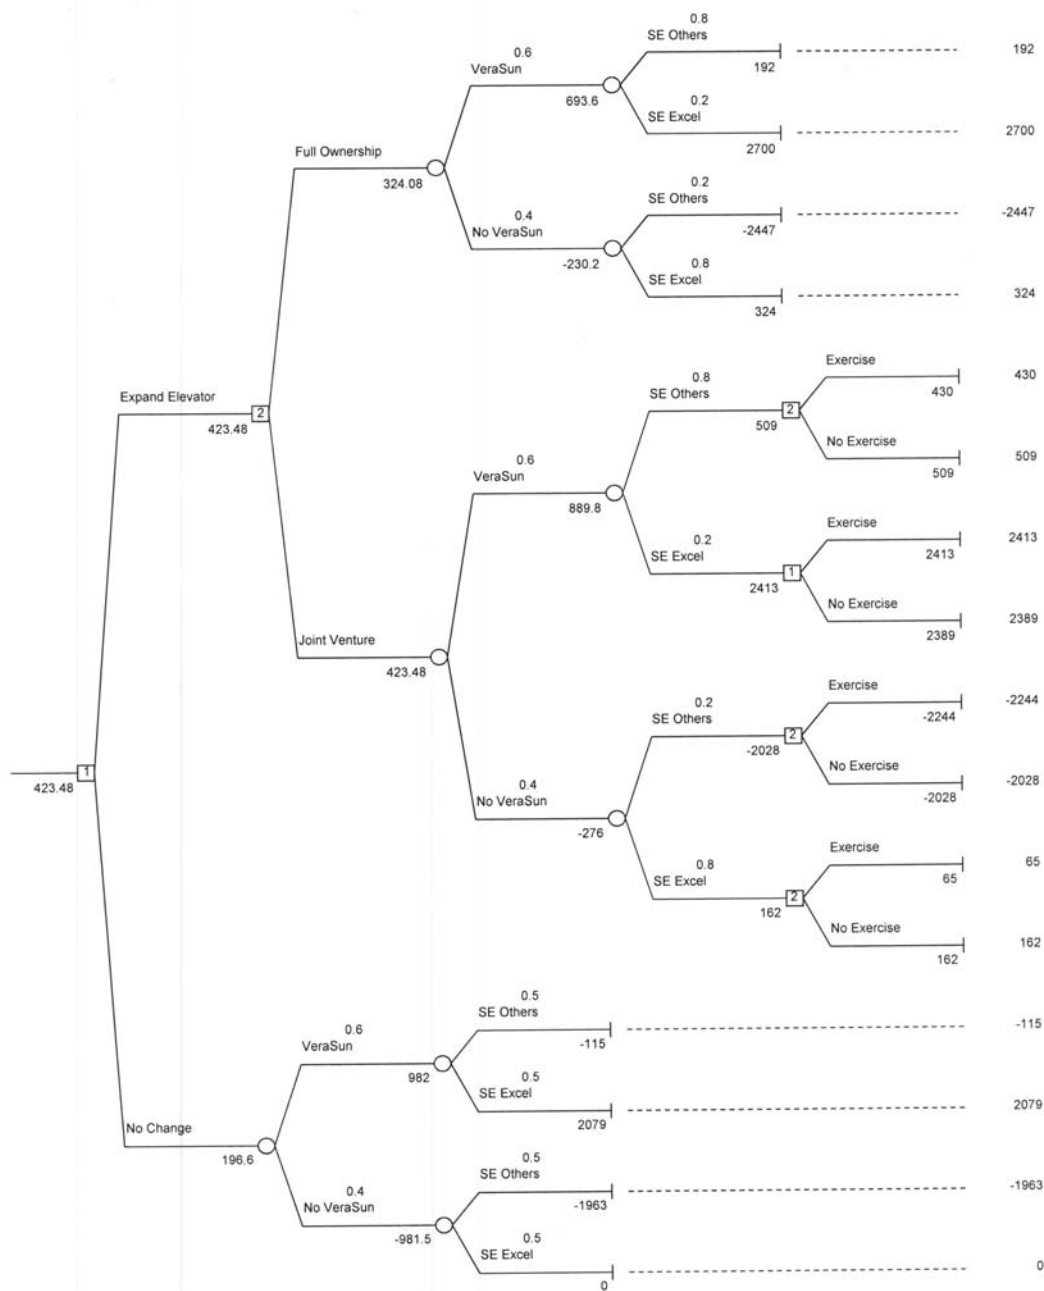 0.8
SE Others
192
192
0.6
VeraSun
693.6
0.2
SE Excel
2700
2700
Full Ownership
324.08
0.2
SE Others
-2447
-2447
0.4
No VeraSun
-230.2
0.8
SE Excel
324
324
Expand Elevator
2
423.48
Exercise
430
430
0.8
SE Others
2
509
No Exercise
509
509
0.6
VeraSun
889.8
Exercise
2413
2413
0.2
SE Excel
1
2413
No Exercise
2389
2389
Joint Venture
423.48
Exercise
-2244
-2244
0.2
SE Others
2
-2028
No Exercise
-2028
-2028
0.4
No VeraSun
-276
Exercise
65
65
0.8
SE Excel
2
162
No Exercise
162
162
1
423.48
0.5
SE Others
-115
-115
0.6
VeraSun
982
0.5
SE Excel
2079
2079
No Change
196.6
0.5
SE Others
-1963
-1963
0.4
No VeraSun
-981.5
0.5
SE Excel
0
0